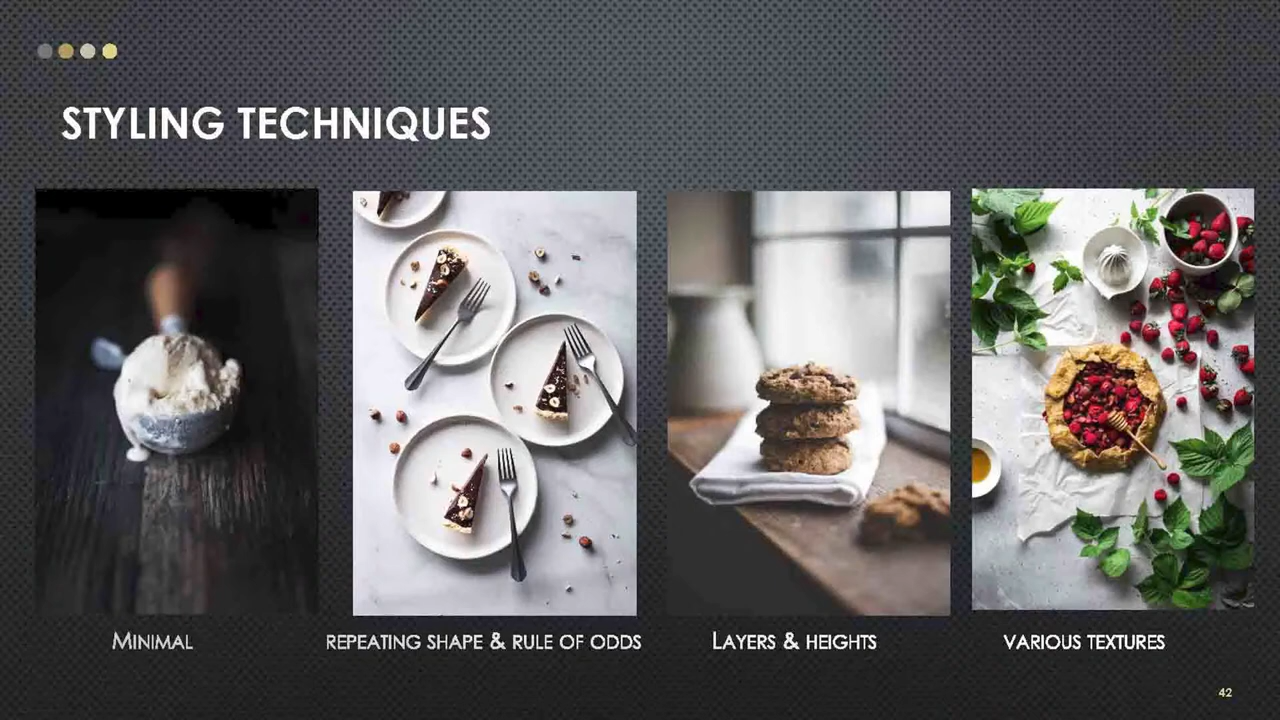 STYLING TECHNIQUES
MINIMAL
REPEATING SHAPE & RULE OF ODDS
LAYERS & HEIGHTS
VARIOUS TEXTURES
42